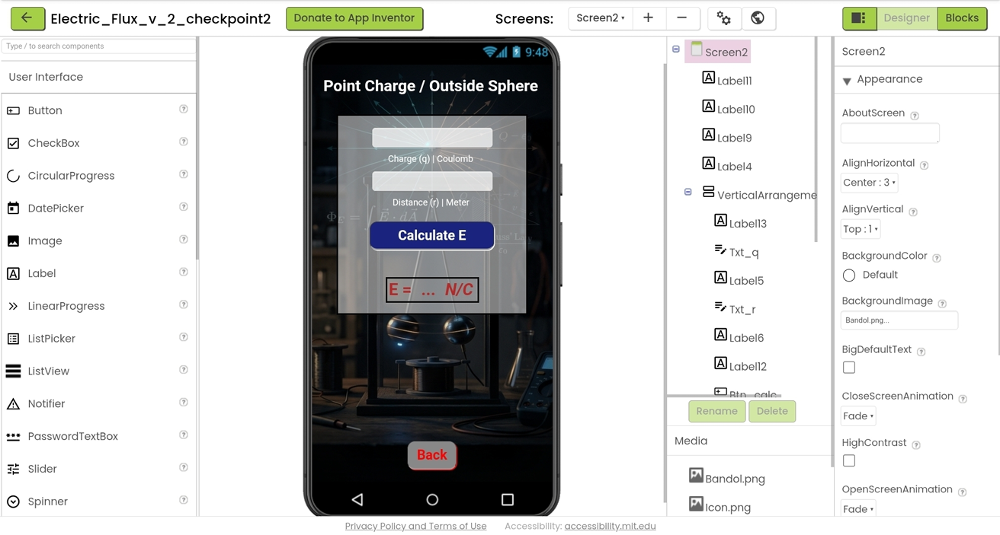 Electric_Flux_v_2_checkpoint2
Donate to App Inventor
Screens:
Screen2
Designer
Blocks
Type / to search components
User Interface
Button
CheckBox
CircularProgress
DatePicker
Image
Label
LinearProgress
ListPicker
ListView
Notifier
PasswordTextBox
Slider
Spinner
9:48
Point Charge / Outside Sphere
Charge (q) | Coulomb
Distance (r) | Meter
Calculate E
E = ... N/C
Back
Screen2
Label11
Label10
Label9
Label4
VerticalArrangeme
Label13
Txt_q
Label5
Txt_r
Label6
Label12
Btn_calc
Rename
Delete
Media
Bandol.png
Icon.png
Screen2
Appearance
AboutScreen
AlignHorizontal
Center : 3
AlignVertical
Top : 1
BackgroundColor
Default
BackgroundImage
Bandol.png...
BigDefaultText
CloseScreenAnimation
Fade
HighContrast
OpenScreenAnimation
Fade
Privacy Policy and Terms of Use
Accessibility: accessibility.mit.edu